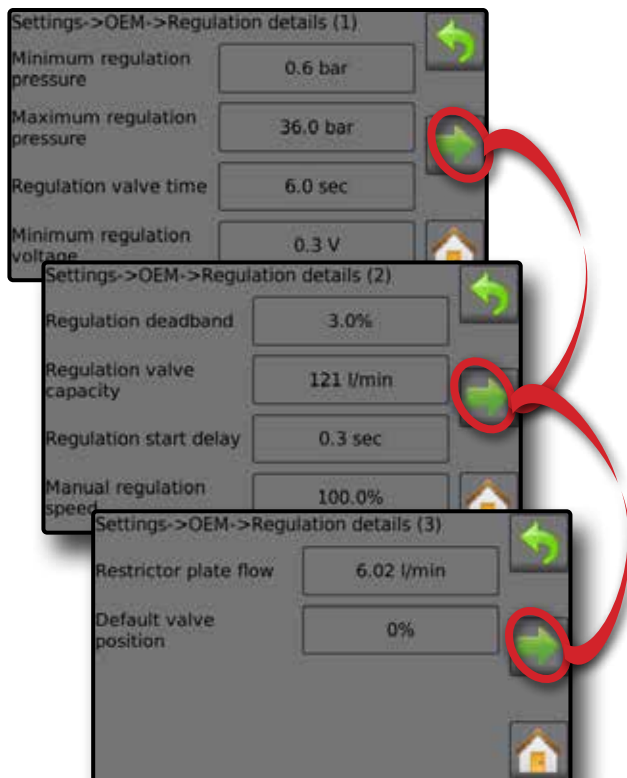 Settings->OEM->Regulation details (1)
Minimum regulation
pressure
0.6 bar
Maximum regulation
pressure
36.0 bar
Regulation valve time
6.0 sec
Minimum regulation
voltage
0.3 V
Settings->OEM->Regulation details (2)
Regulation deadband
3.0%
Regulation valve
capacity
121 l/min
Regulation start delay
0.3 sec
Manual regulation
speed
100.0%
Settings->OEM->Regulation details (3)
Restrictor plate flow
6.02 l/min
Default valve
position
0%